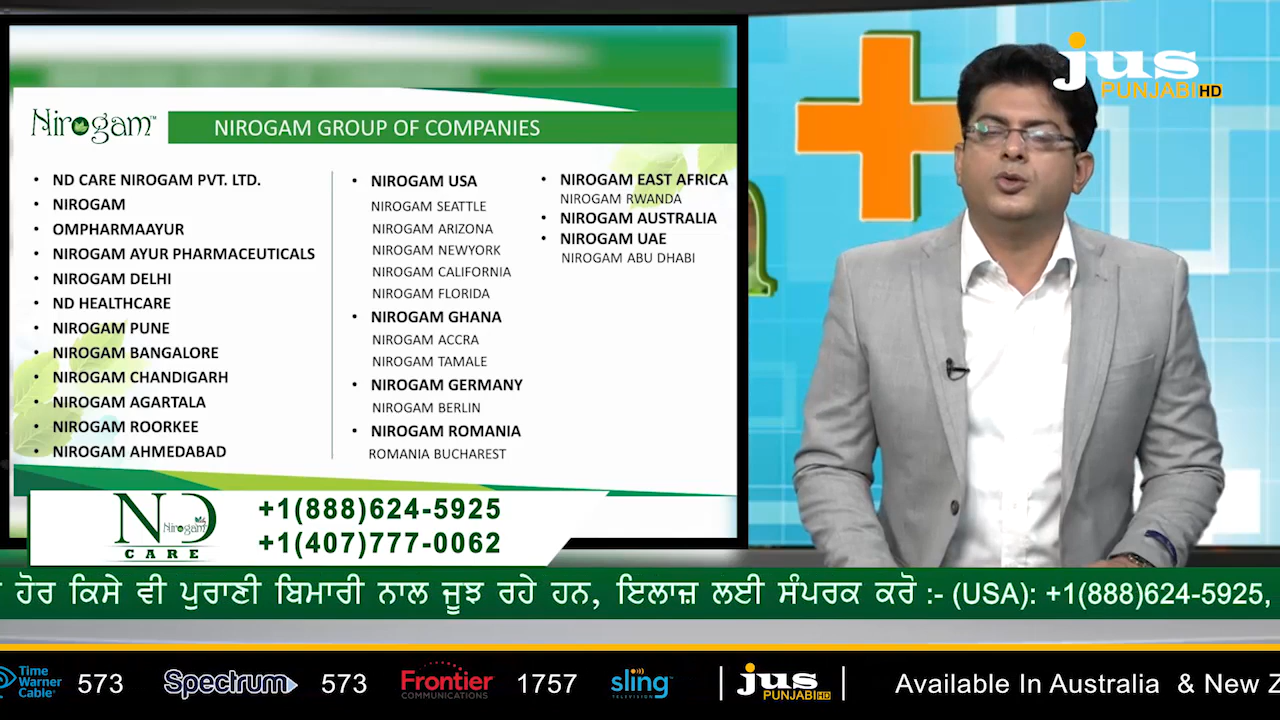 jus
PUNJABI HD
Nirogam™
NIROGAM GROUP OF COMPANIES
• ND CARE NIROGAM PVT. LTD.
• NIROGAM
• OMPHARMAAYUR
• NIROGAM AYUR PHARMACEUTICALS
• NIROGAM DELHI
• ND HEALTHCARE
• NIROGAM PUNE
• NIROGAM BANGALORE
• NIROGAM CHANDIGARH
• NIROGAM AGARTALA
• NIROGAM ROORKEE
• NIROGAM AHMEDABAD
• NIROGAM USA
NIROGAM SEATTLE
NIROGAM ARIZONA
NIROGAM NEWYORK
NIROGAM CALIFORNIA
NIROGAM FLORIDA
• NIROGAM GHANA
NIROGAM ACCRA
NIROGAM TAMALE
• NIROGAM GERMANY
NIROGAM BERLIN
• NIROGAM ROMANIA
ROMANIA BUCHAREST
• NIROGAM EAST AFRICA
NIROGAM RWANDA
• NIROGAM AUSTRALIA
• NIROGAM UAE
NIROGAM ABU DHABI
ND
Nirogam
CARE
+1(888)624-5925
+1(407)777-0062
ਹੋਰ ਕਿਸੇ ਵੀ ਪੁਰਾਣੀ ਬਿਮਾਰੀ ਨਾਲ ਜੂਝ ਰਹੇ ਹਨ, ਇਲਾਜ਼ ਲਈ ਸੰਪਰਕ ਕਰੋ :- (USA): +1(888)624-5925,
Time Warner Cable 573 Spectrum 573 Frontier COMMUNICATIONS 1757 sling TELEVISION | jus PUNJABI HD | Available In Australia & New Z